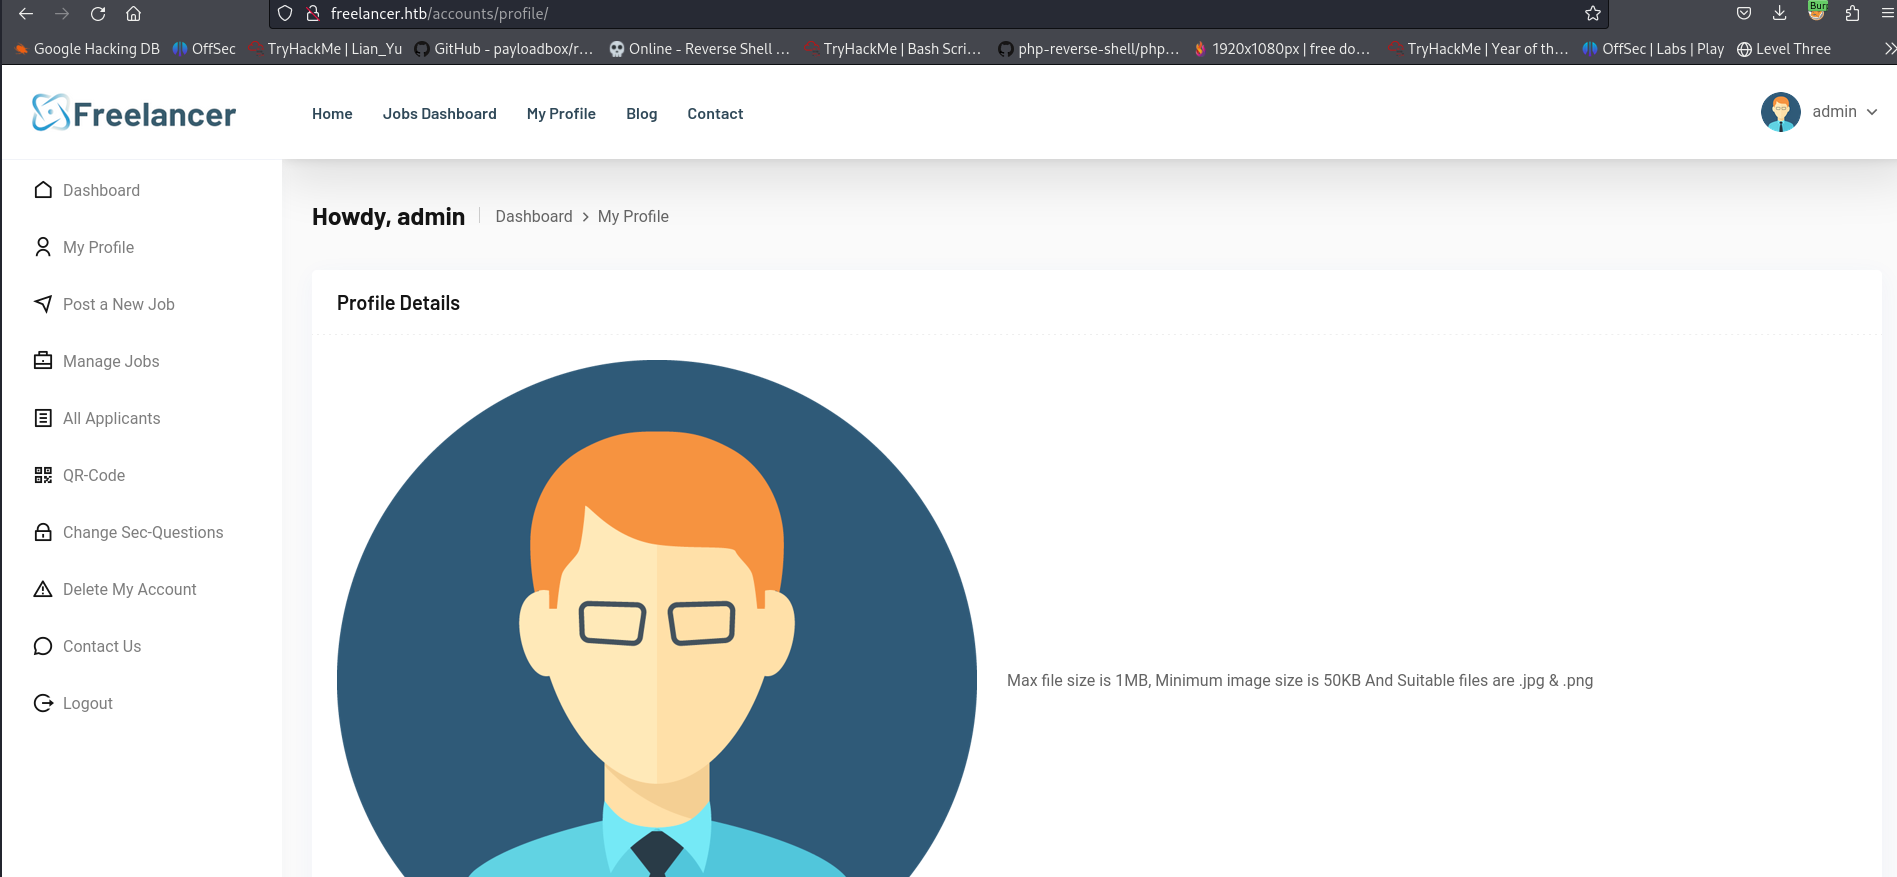 freelancer.htb/accounts/profile/
Google Hacking DB OffSec TryHackMe | Lian_Yu GitHub - payloadbox/r... Online - Reverse Shell ... TryHackMe | Bash Scri... php-reverse-shell/php... 1920x1080px | free do... TryHackMe | Year of th... OffSec | Labs | Play Level Three
Freelancer Home Jobs Dashboard My Profile Blog Contact admin
Dashboard
My Profile
Post a New Job
Manage Jobs
All Applicants
QR-Code
Change Sec-Questions
Delete My Account
Contact Us
Logout
Howdy, admin Dashboard > My Profile
Profile Details
Max file size is 1MB, Minimum image size is 50KB And Suitable files are .jpg & .png